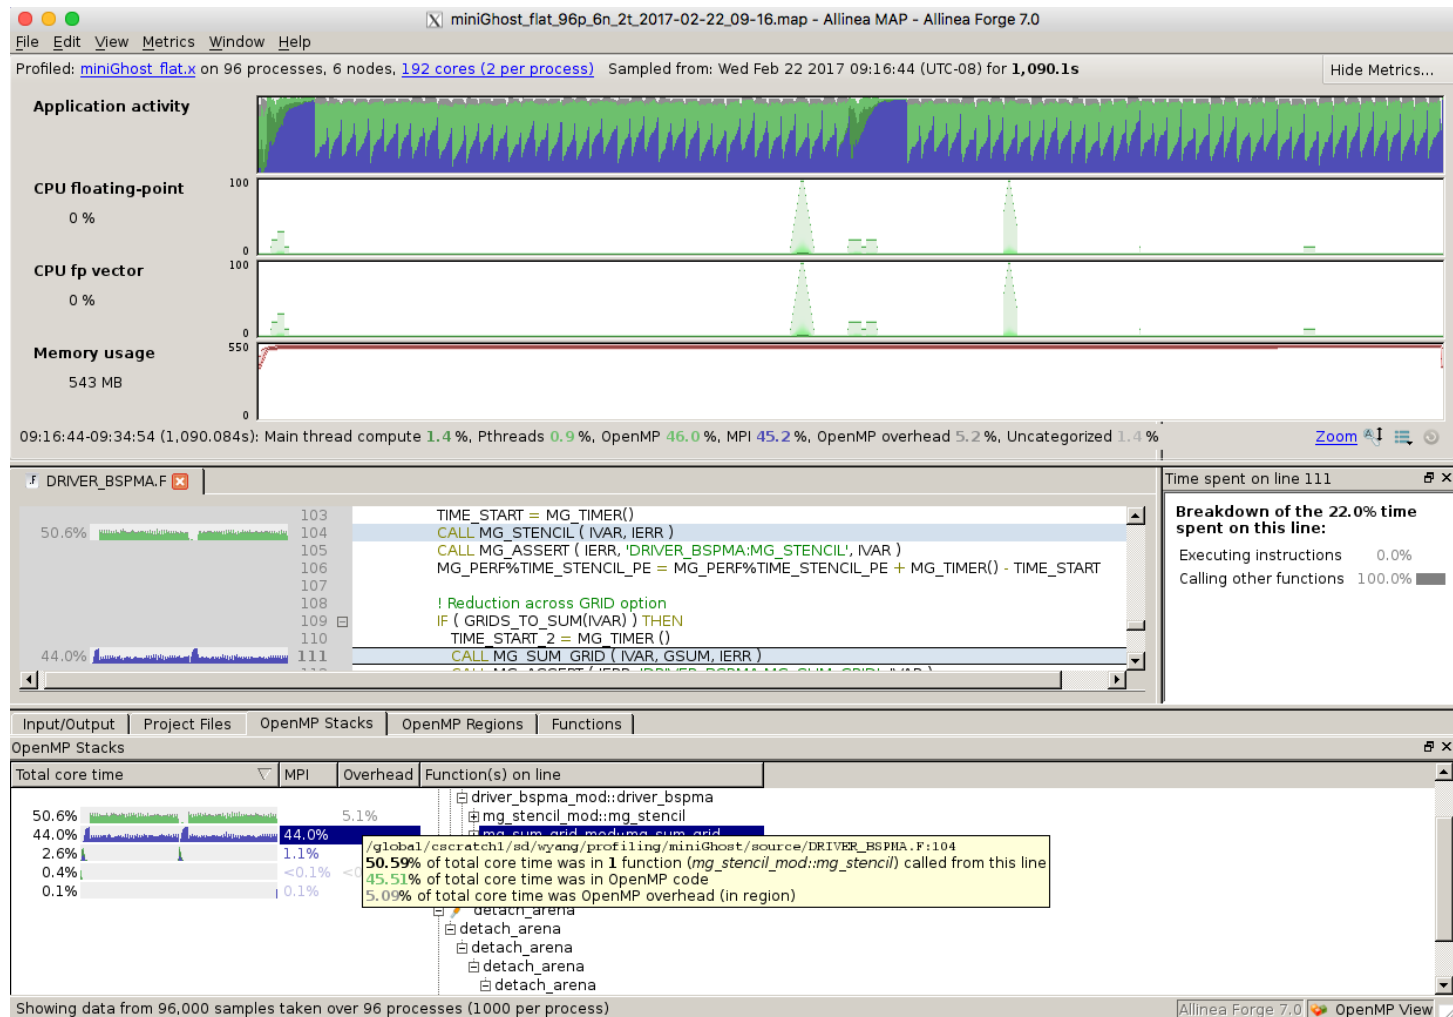 miniGhost_flat_96p_6n_2t_2017-02-22_09-16.map - Allinea MAP - Allinea Forge 7.0
File Edit View Metrics Window Help
Profiled: miniGhost_flat.x on 96 processes, 6 nodes, 192 cores (2 per process) Sampled from: Wed Feb 22 2017 09:16:44 (UTC-08) for 1,090.1s Hide Metrics...
Application activity
CPU floating-point 100
0 %
0
CPU fp vector 100
0 %
0
Memory usage 550
543 MB
0
09:16:44-09:34:54 (1,090.084s): Main thread compute 1.4 %, Pthreads 0.9 %, OpenMP 46.0 %, MPI 45.2 %, OpenMP overhead 5.2 %, Uncategorized 1.4 % Zoom
DRIVER_BSPMA.F
Time spent on line 111
103 TIME_START = MG_TIMER()
50.6% 104 CALL MG_STENCIL ( IVAR, IERR )
105 CALL MG_ASSERT ( IERR, 'DRIVER_BSPMA:MG_STENCIL', IVAR )
106 MG_PERF%TIME_STENCIL_PE = MG_PERF%TIME_STENCIL_PE + MG_TIMER() - TIME_START
107
108 ! Reduction across GRID option
109 IF ( GRIDS_TO_SUM(IVAR) ) THEN
110 TIME_START_2 = MG_TIMER ()
44.0% 111 CALL MG_SUM_GRID ( IVAR, GSUM, IERR )
Breakdown of the 22.0% time
spent on this line:
Executing instructions 0.0%
Calling other functions 100.0%
Input/Output Project Files OpenMP Stacks OpenMP Regions Functions
OpenMP Stacks
Total core time MPI Overhead Function(s) on line
driver_bspma_mod::driver_bspma
50.6% 5.1% mg_stencil_mod::mg_stencil
44.0% 44.0% mg_sum_grid_mod::mg_sum_grid
2.6% 1.1%
0.4% <0.1% <0
0.1% 0.1%
/global/cscratch1/sd/wyang/profiling/miniGhost/source/DRIVER_BSPMA.F:104
50.59% of total core time was in 1 function (mg_stencil_mod::mg_stencil) called from this line
45.51% of total core time was in OpenMP code
5.09% of total core time was OpenMP overhead (in region)
detach_arena
detach_arena
detach_arena
detach_arena
detach_arena
Showing data from 96,000 samples taken over 96 processes (1000 per process) Allinea Forge 7.0 OpenMP View